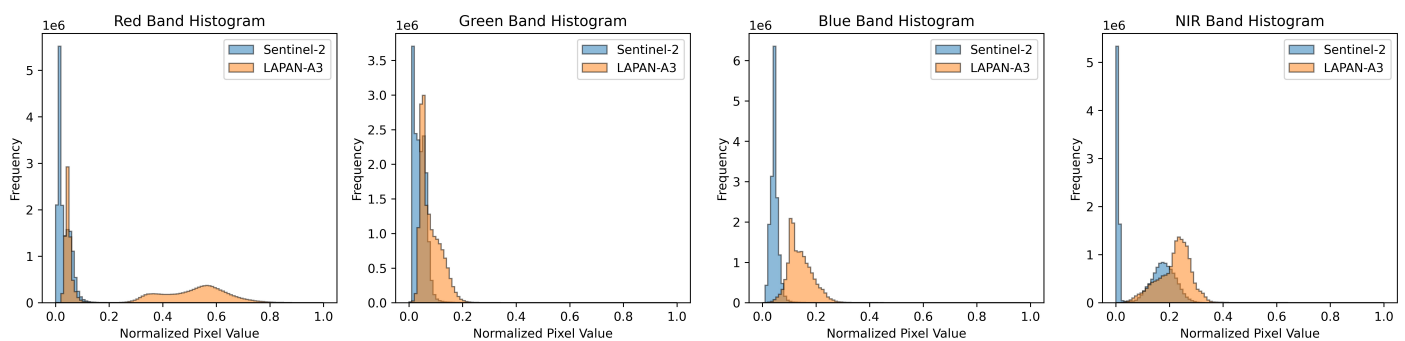 Red Band Histogram
1e6
Sentinel-2
LAPAN-A3
Frequency
5
4
3
2
1
0
0.0 0.2 0.4 0.6 0.8 1.0
Normalized Pixel Value
Green Band Histogram
1e6
Sentinel-2
LAPAN-A3
Frequency
3.5
3.0
2.5
2.0
1.5
1.0
0.5
0.0
0.0 0.2 0.4 0.6 0.8 1.0
Normalized Pixel Value
Blue Band Histogram
1e6
Sentinel-2
LAPAN-A3
Frequency
6
5
4
3
2
1
0
0.0 0.2 0.4 0.6 0.8 1.0
Normalized Pixel Value
NIR Band Histogram
1e6
Sentinel-2
LAPAN-A3
Frequency
5
4
3
2
1
0
0.0 0.2 0.4 0.6 0.8 1.0
Normalized Pixel Value